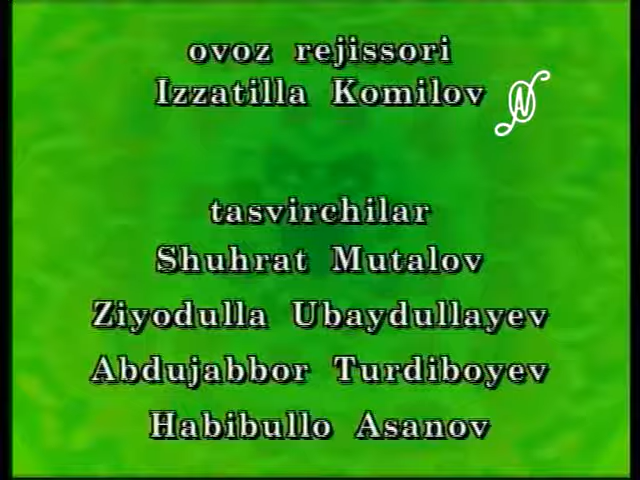 ovoz rejissori
Izzatilla Komilov
tasvirchilar
Shuhrat Mutalov
Ziyodulla Ubaydullayev
Abdujabbor Turdiboyev
Habibullo Asanov